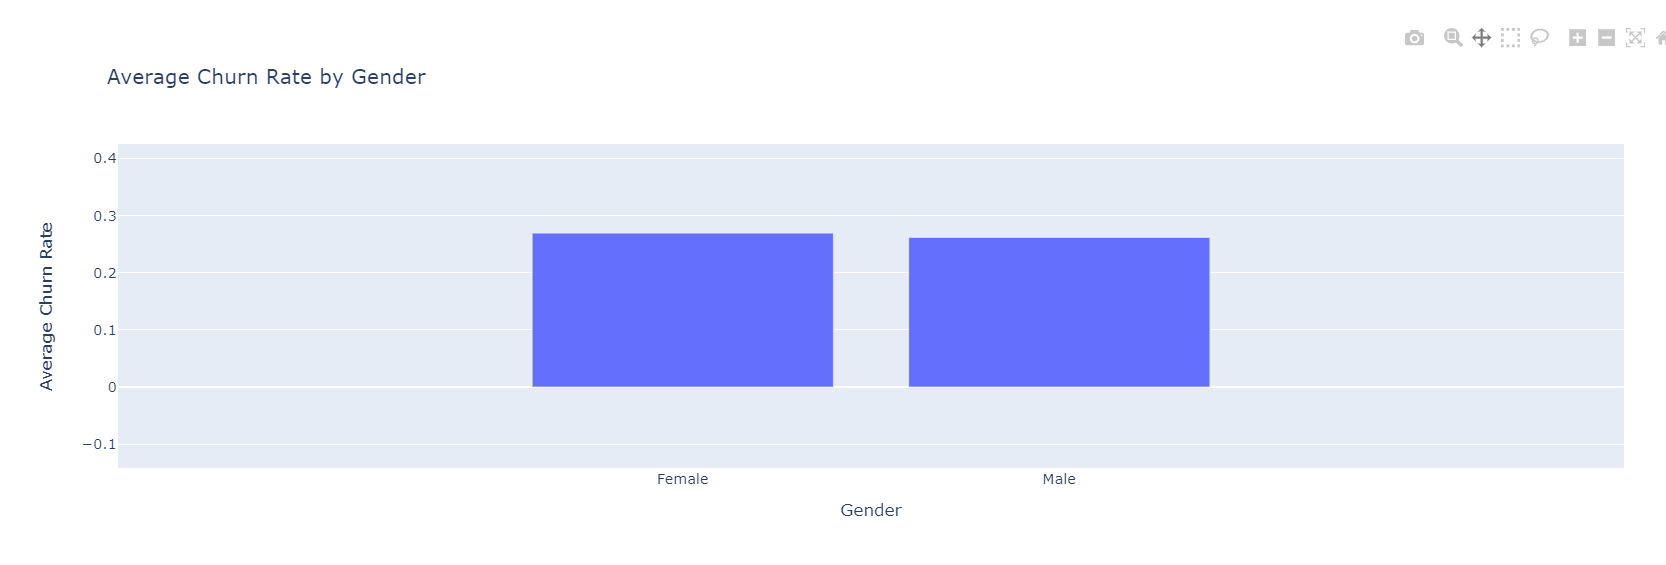 Average Churn Rate by Gender
0.4
0.3
0.2
0.1
0
−0.1
Average Churn Rate
Female
Male
Gender